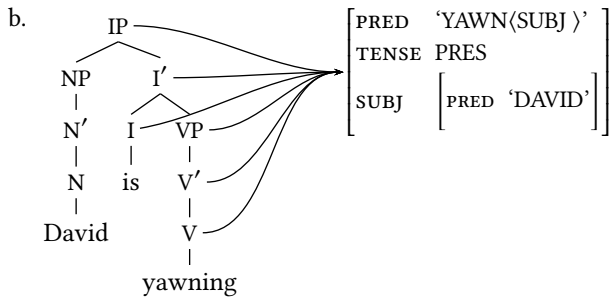 b.
IP
[PRED ‘YAWN⟨SUBJ⟩’
TENSE PRES
SUBJ [PRED ‘DAVID’]]
NP I′
N′ I VP
N is V′
David V
yawning